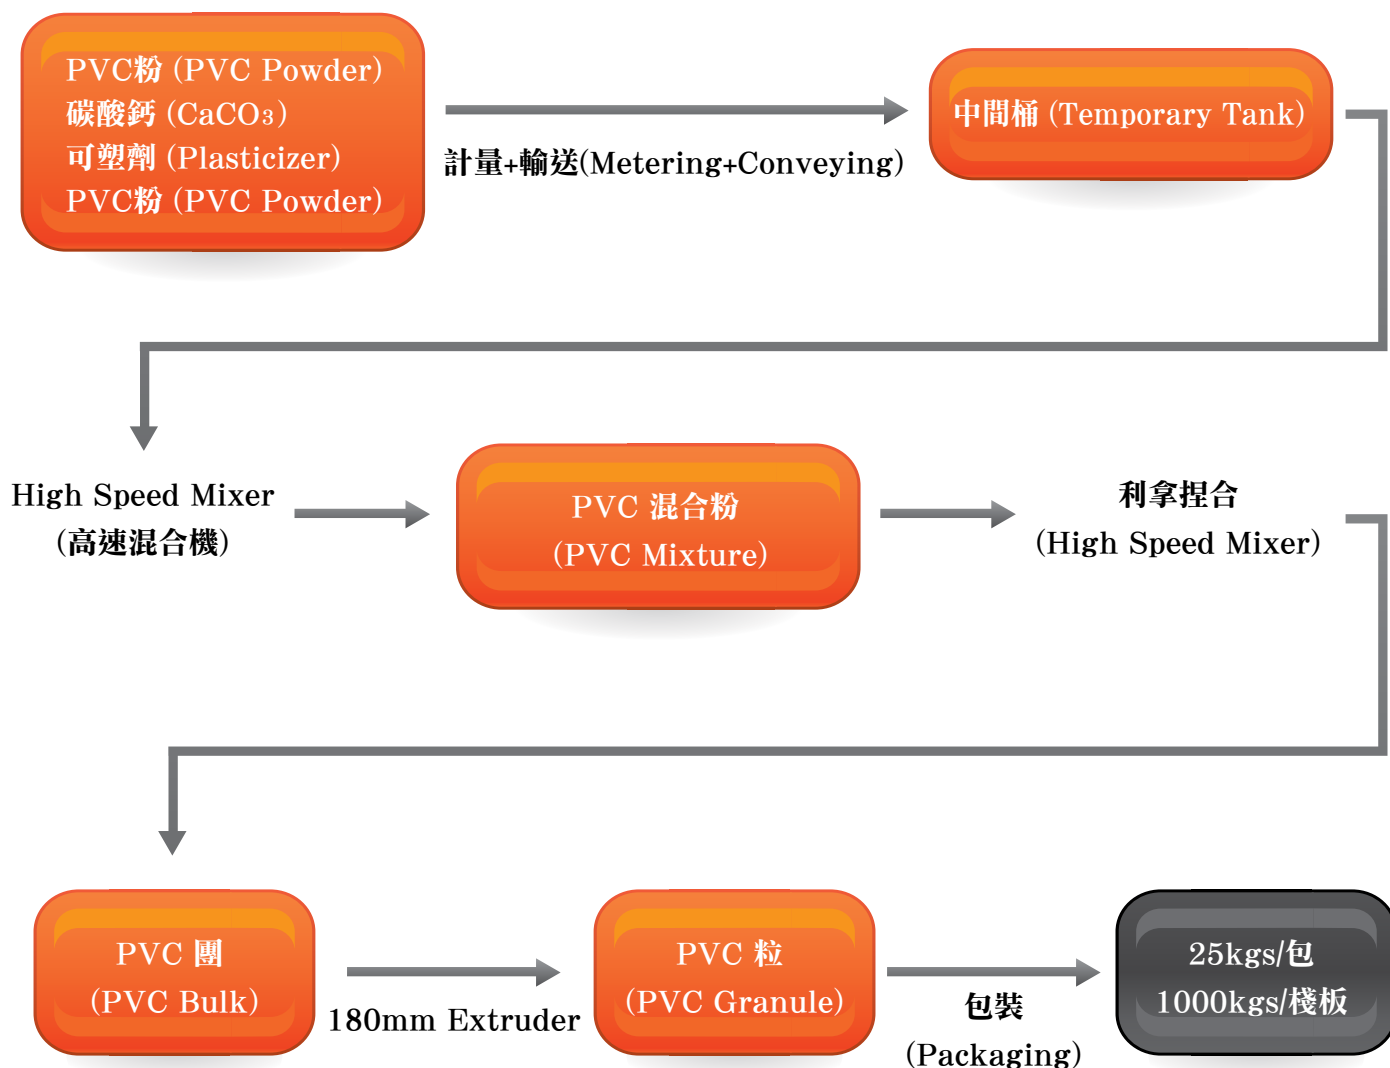 PVC粉 (PVC Powder)
碳酸鈣 (CaCO₃)
可塑劑 (Plasticizer)
PVC粉 (PVC Powder)
計量+輸送(Metering+Conveying)
中間桶 (Temporary Tank)
High Speed Mixer
(高速混合機)
PVC 混合粉
(PVC Mixture)
利拿捏合
(High Speed Mixer)
PVC 團
(PVC Bulk)
180mm Extruder
PVC 粒
(PVC Granule)
包裝
(Packaging)
25kgs/包
1000kgs/棧板